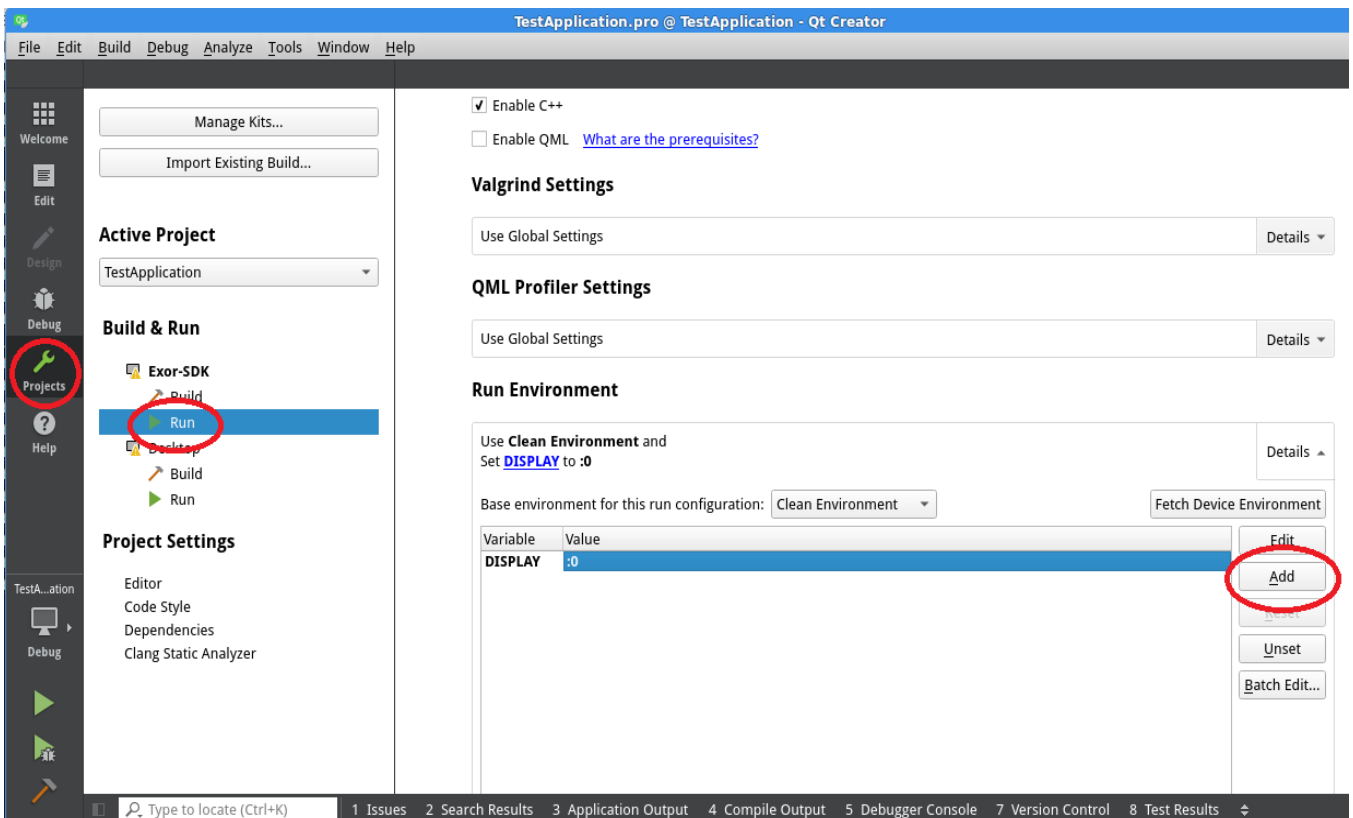 TestApplication.pro @ TestApplication - Qt Creator
File Edit Build Debug Analyze Tools Window Help
Welcome
Edit
Design
Debug
Projects
Help
TestA...ation
Debug
Manage Kits...
Import Existing Build...
Active Project
TestApplication
Build & Run
Exor-SDK
Build
Run
Desktop
Build
Run
Project Settings
Editor
Code Style
Dependencies
Clang Static Analyzer
Enable C++
Enable QML What are the prerequisites?
Valgrind Settings
Use Global Settings Details
QML Profiler Settings
Use Global Settings Details
Run Environment
Use Clean Environment and
Set DISPLAY to :0
Details
Base environment for this run configuration: Clean Environment Fetch Device Environment
Variable Value
DISPLAY :0
Edit
Add
Reset
Unset
Batch Edit...
Type to locate (Ctrl+K) 1 Issues 2 Search Results 3 Application Output 4 Compile Output 5 Debugger Console 7 Version Control 8 Test Results